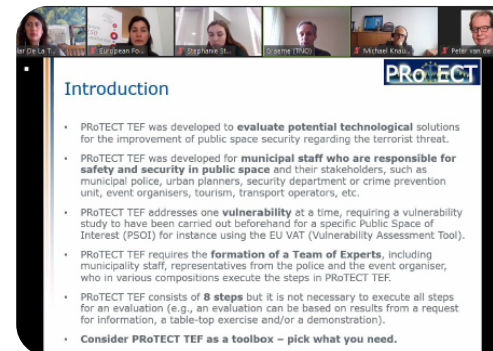 lar De La T...
European Fo...
Stephanie St...
Graeme (TNO)
Michael Knau...
Peter van de
PRoTECT
Introduction
• PRoTECT TEF was developed to evaluate potential technological solutions
for the improvement of public space security regarding the terrorist threat.
• PRoTECT TEF was developed for municipal staff who are responsible for
safety and security in public space and their stakeholders, such as
municipal police, urban planners, security department or crime prevention
unit, event organisers, tourism, transport operators, etc.
• PRoTECT TEF addresses one vulnerability at a time, requiring a vulnerability
study to have been carried out beforehand for a specific Public Space of
Interest (PSOI) for instance using the EU VAT (Vulnerability Assessment Tool).
• PRoTECT TEF requires the formation of a Team of Experts, including
municipality staff, representatives from the police and the event organiser,
who in various compositions execute the steps in PRoTECT TEF.
• PRoTECT TEF consists of 8 steps but it is not necessary to execute all steps
for an evaluation (e.g., an evaluation can be based on results from a request
for information, a table-top exercise and/or a demonstration).
• Consider PRoTECT TEF as a toolbox – pick what you need.